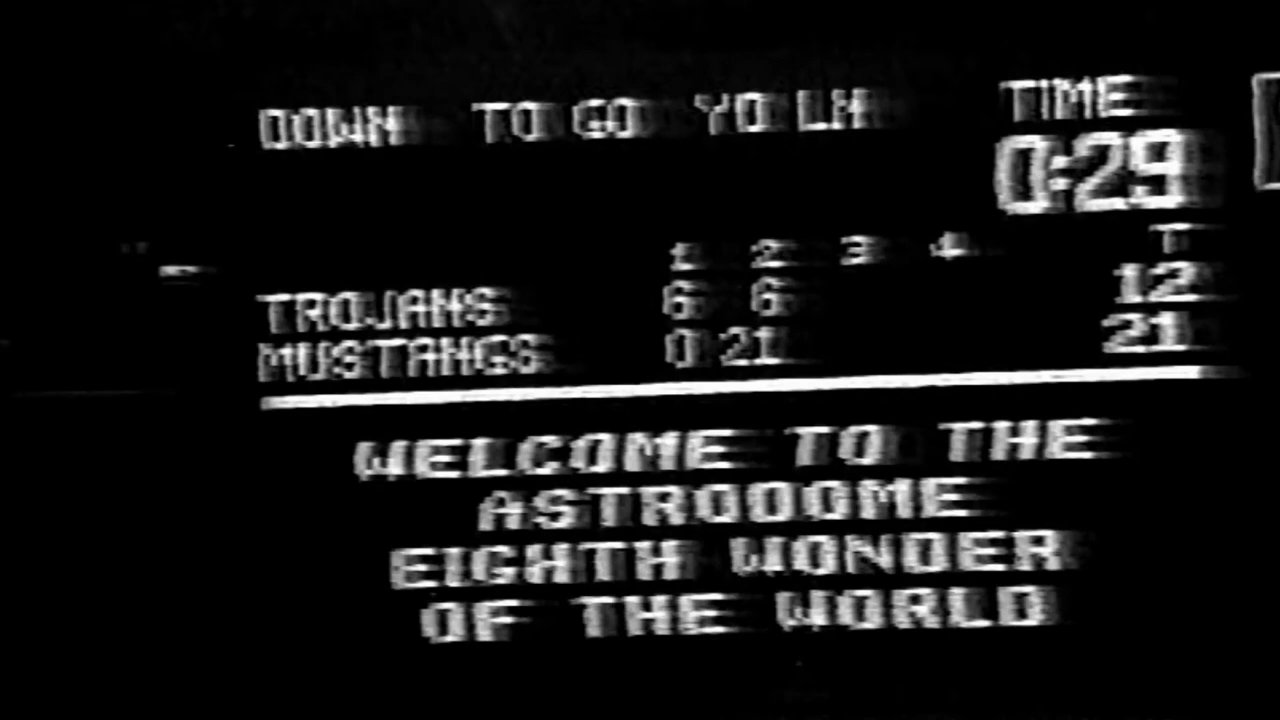 DOWN TO GO YD LN TIME
0:29
1 2 3 4 T
TROJANS 6 6 12
MUSTANGS 0 21 21
WELCOME TO THE
ASTRODOME
EIGHTH WONDER
OF THE WORLD